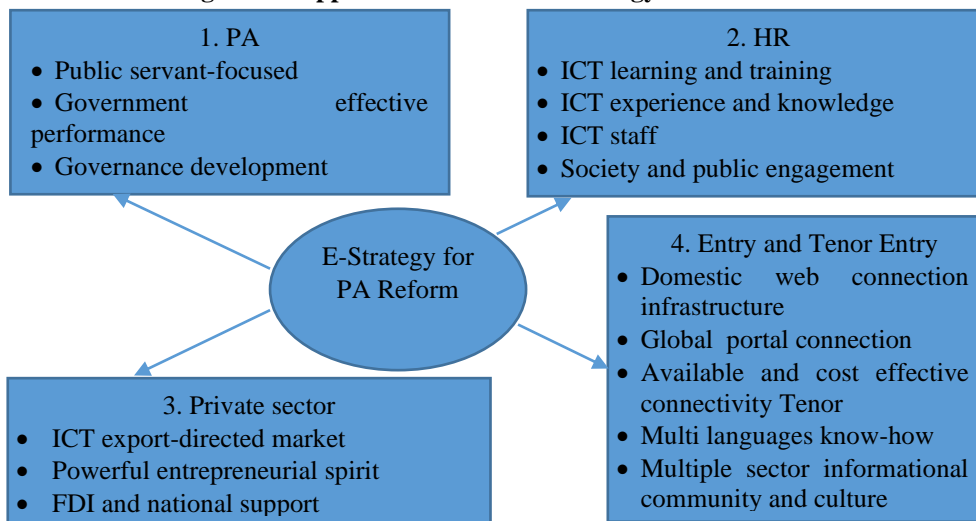 1. PA
• Public servant-focused
• Government effective
performance
• Governance development
2. HR
• ICT learning and training
• ICT experience and knowledge
• ICT staff
• Society and public engagement
E-Strategy for
PA Reform
3. Private sector
• ICT export-directed market
• Powerful entrepreneurial spirit
• FDI and national support
4. Entry and Tenor Entry
• Domestic web connection
infrastructure
• Global portal connection
• Available and cost effective
connectivity Tenor
• Multi languages know-how
• Multiple sector informational
community and culture